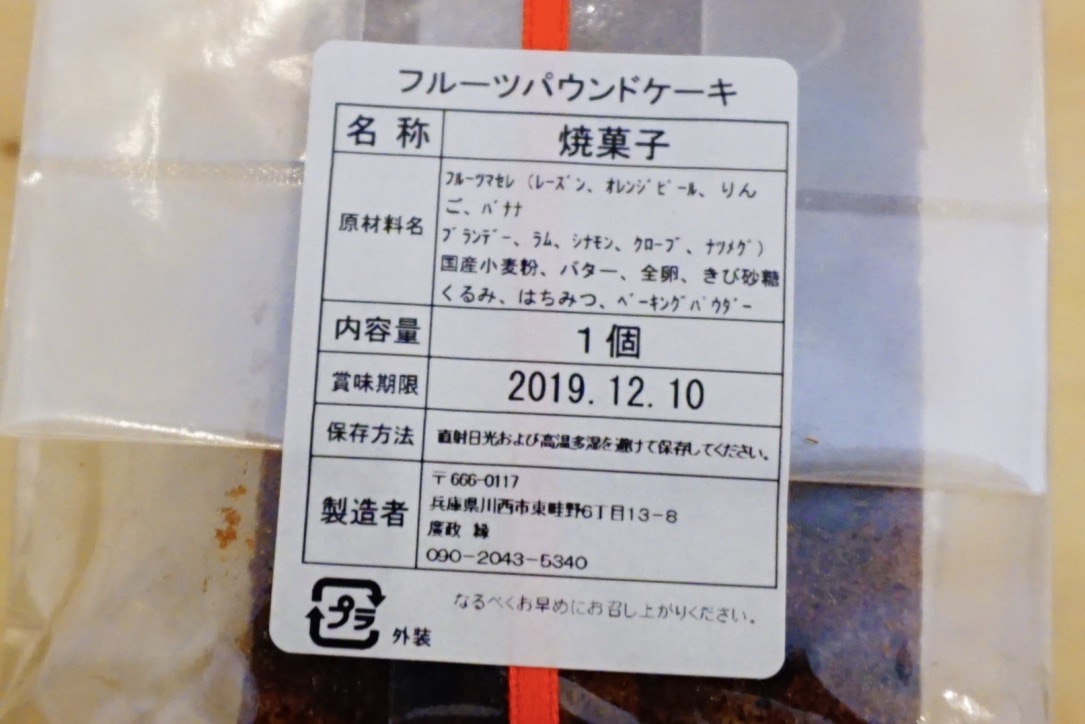 フルーツパウンドケーキ
名称 焼菓子
原材料名 ﾌﾙｰﾂﾏｾﾚ（ﾚｰｽﾞﾝ、ｵﾚﾝｼﾞﾋﾟｰﾙ、りん
ご、ﾊﾞﾅﾅ
ﾌﾞﾗﾝﾃﾞｰ、ﾗﾑ、ｼﾅﾓﾝ、ｸﾛｰﾌﾞ、ﾅﾂﾒｸﾞ）
国産小麦粉、バター、全卵、きび砂糖
くるみ、はちみつ、ﾍﾞｰｷﾝｸﾞﾊﾟｳﾀﾞｰ
内容量 1個
賞味期限 2019.12.10
保存方法 直射日光および高温多湿を避けて保存してください。
製造者 〒666-0117
兵庫県川西市東畦野6丁目13-8
廣政 縁
090-2043-5340
なるべくお早めにお召し上がりください。
プラ 外装